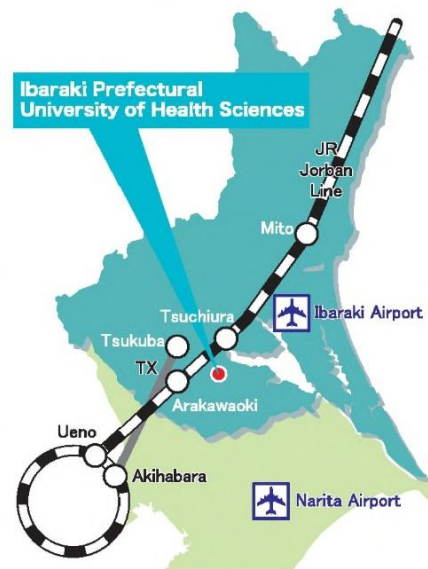 Ibaraki Prefectural
University of Health Sciences
JR
Jorban
Line
Mito
Tsuchiura
Ibaraki Airport
Tsukuba
TX
Arakawaoki
Ueno
Akihabara
Narita Airport